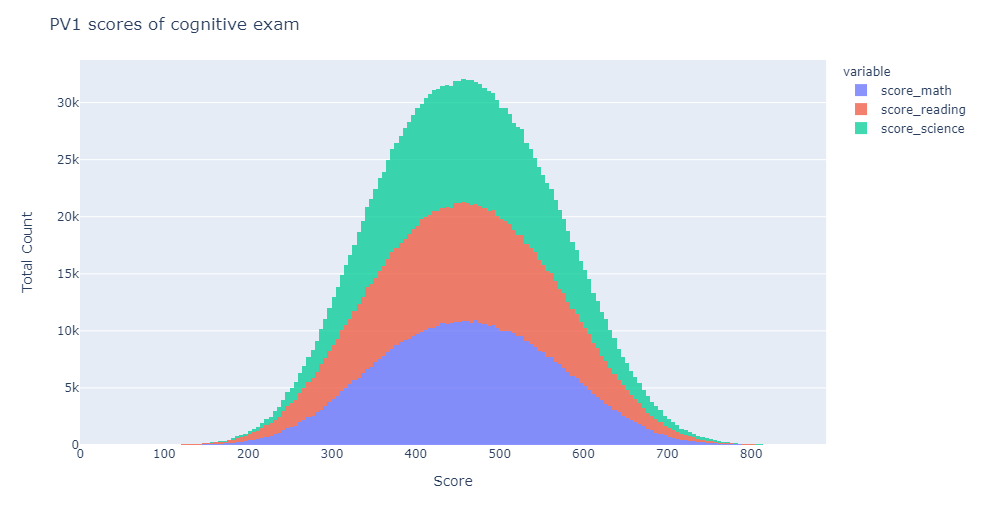 PV1 scores of cognitive exam
variable
score_math
score_reading
score_science
30k
25k
20k
15k
10k
5k
0
Total Count
0 100 200 300 400 500 600 700 800
Score